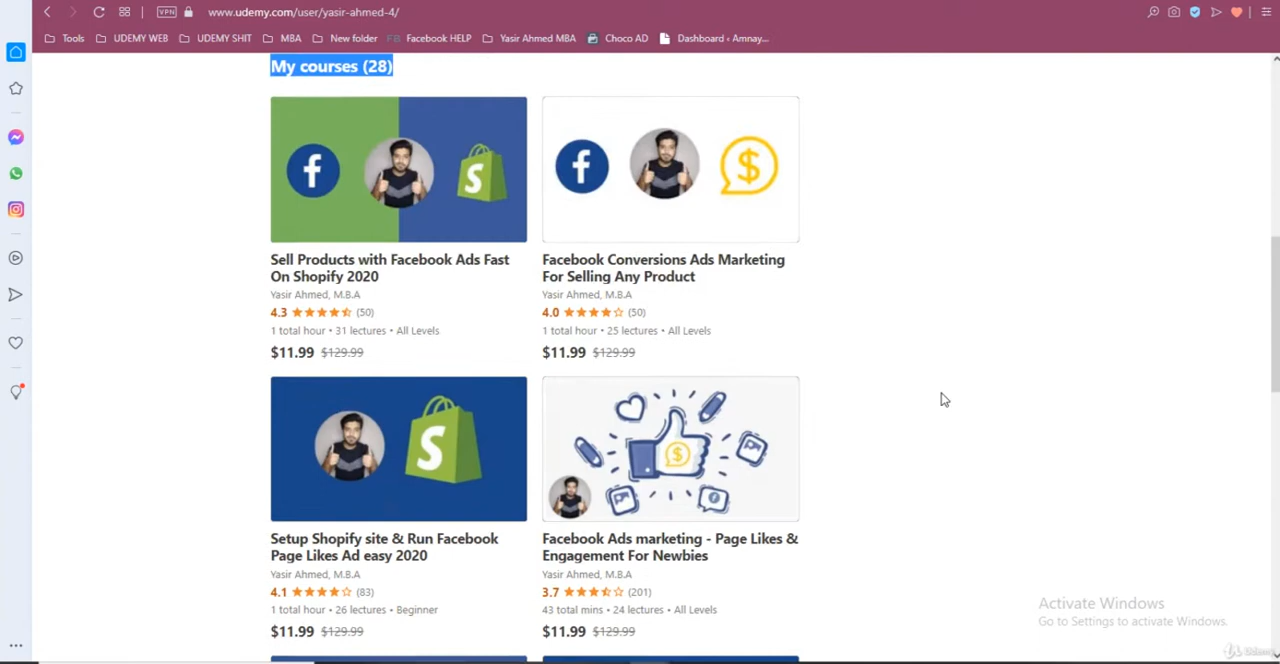 VPN www.udemy.com/user/yasir-ahmed-4/
Tools UDEMY WEB UDEMY SHIT MBA New folder Facebook HELP Yasir Ahmed MBA Choco AD Dashboard ‹ Amnay...
My courses (28)
Sell Products with Facebook Ads Fast
On Shopify 2020
Yasir Ahmed, M.B.A
4.3 (50)
1 total hour • 31 lectures • All Levels
$11.99 $129.99
Facebook Conversions Ads Marketing
For Selling Any Product
Yasir Ahmed, M.B.A
4.0 (50)
1 total hour • 25 lectures • All Levels
$11.99 $129.99
Setup Shopify site & Run Facebook
Page Likes Ad easy 2020
Yasir Ahmed, M.B.A
4.1 (83)
1 total hour • 26 lectures • Beginner
$11.99 $129.99
Facebook Ads marketing - Page Likes &
Engagement For Newbies
Yasir Ahmed, M.B.A
3.7 (201)
43 total mins • 24 lectures • All Levels
$11.99 $129.99
Activate Windows
Go to Settings to activate Windows.
Udemy